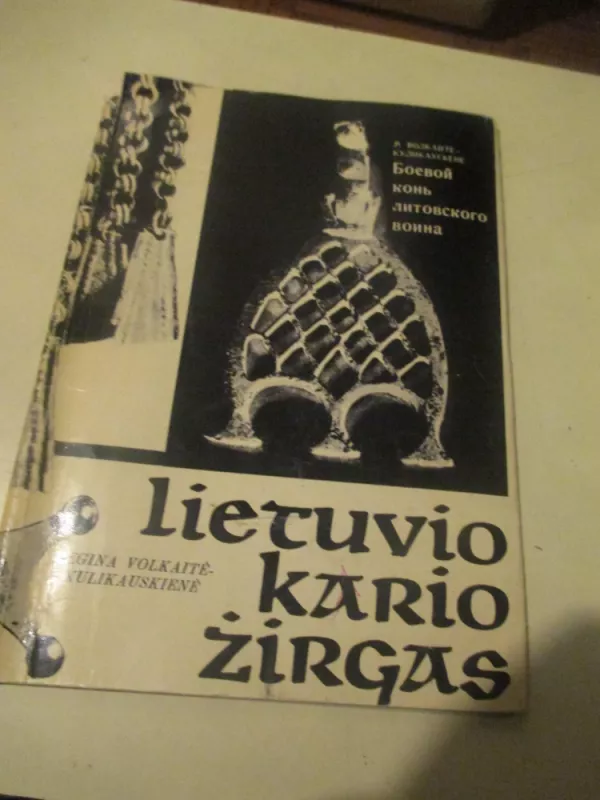 Р. ВОЛКАЙТЕ-
КУЛИКАУСКЕНЕ
Боевой
конь
литовского
воина
Lietuvio
EGINA VOLKAITĖ-
KULIKAUSKIENĖ
kario
žirgas